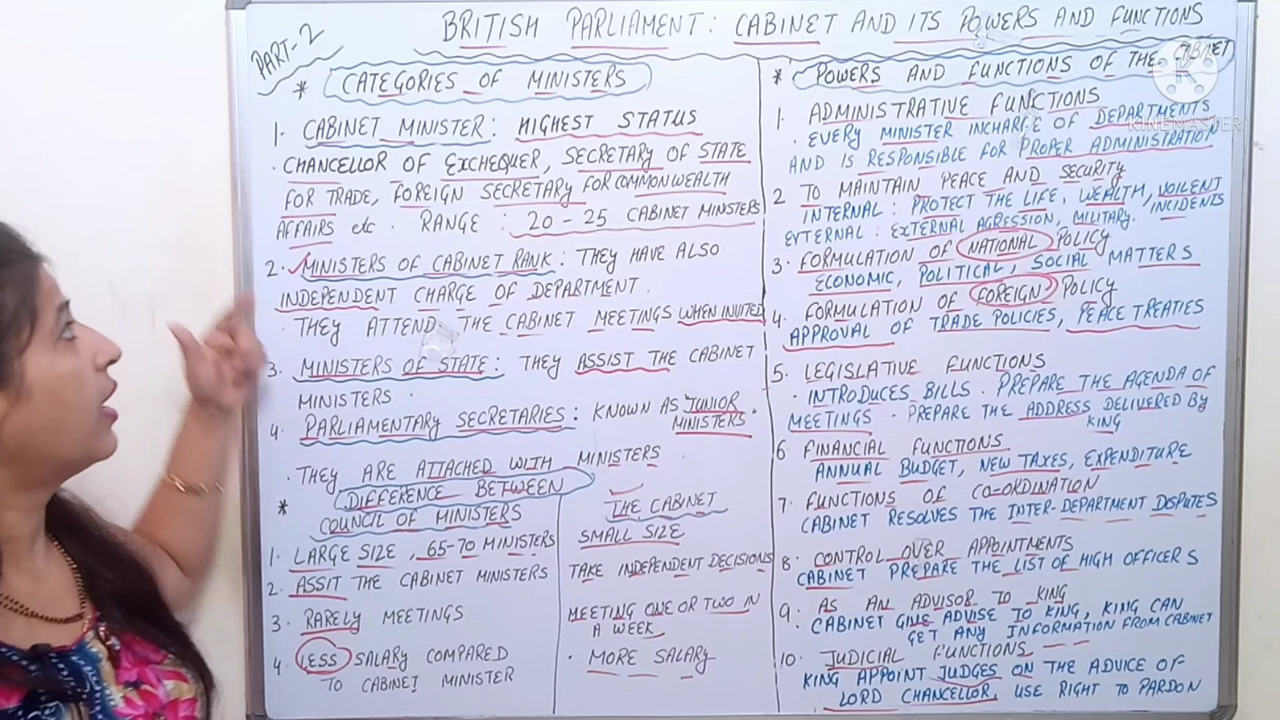 PART-2
BRITISH PARLIAMENT: CABINET AND ITS POWERS AND FUNCTIONS
* CATEGORIES OF MINISTERS
1. CABINET MINISTER: HIGHEST STATUS
· CHANCELLOR OF EXCHEQUER, SECRETARY OF STATE
FOR TRADE, FOREIGN SECRETARY FOR COMMONWEALTH
AFFAIRS etc. RANGE : 20 - 25 CABINET MINISTERS
2. MINISTERS OF CABINET RANK: THEY HAVE ALSO
INDEPENDENT CHARGE OF DEPARTMENT.
· THEY ATTEND THE CABINET MEETINGS WHEN INVITED
3. MINISTERS OF STATE: THEY ASSIST THE CABINET
MINISTERS.
4. PARLIAMENTARY SECRETARIES: KNOWN AS JUNIOR
MINISTERS.
· THEY ARE ATTACHED WITH MINISTERS.
* DIFFERENCE BETWEEN
COUNCIL OF MINISTERS
1. LARGE SIZE, 65-70 MINISTERS
2. ASSIT THE CABINET MINISTERS
3. RARELY MEETINGS
4. LESS SALARY COMPARED
TO CABINET MINISTER
THE CABINET
SMALL SIZE
TAKE INDEPENDENT DECISIONS
MEETING ONE OR TWO IN
A WEEK
· MORE SALARY
* POWERS AND FUNCTIONS OF THE CABINET
1. ADMINISTRATIVE FUNCTIONS
· EVERY MINISTER INCHARGE OF DEPARTMENTS
AND IS RESPONSIBLE FOR PROPER ADMINISTRATION
2 TO MAINTAIN PEACE AND SECURITY
INTERNAL: PROTECT THE LIFE, WEALTH, VOILENT
INCIDENTS
EXTERNAL: EXTERNAL AGRESSION, MILITARY.
3. FORMULATION OF NATIONAL POLICY
ECONOMIC, POLITICAL, SOCIAL MATTERS
4. FORMULATION OF FOREIGN POLICY
APPROVAL OF TRADE POLICIES, PEACE TREATIES
5. LEGISLATIVE FUNCTIONS
· INTRODUCES BILLS. PREPARE THE AGENDA OF
MEETINGS · PREPARE THE ADDRESS DELIVERED BY
KING
6 FINANCIAL FUNCTIONS
ANNUAL BUDGET, NEW TAXES, EXPENDITURE
7. FUNCTIONS OF CO-ORDINATION
CABINET RESOLVES THE INTER-DEPARTMENT DISPUTES
8. CONTROL OVER APPOINTMENTS
CABINET PREPARE THE LIST OF HIGH OFFICERS
9. AS AN ADVISOR TO KING
CABINET GIVE ADVISE TO KING, KING CAN
GET ANY INFORMATION FROM CABINET
10. JUDICIAL FUNCTIONS
KING APPOINT JUDGES ON THE ADVICE OF
LORD CHANCELLOR, USE RIGHT TO PARDON
K
KINEMASTER